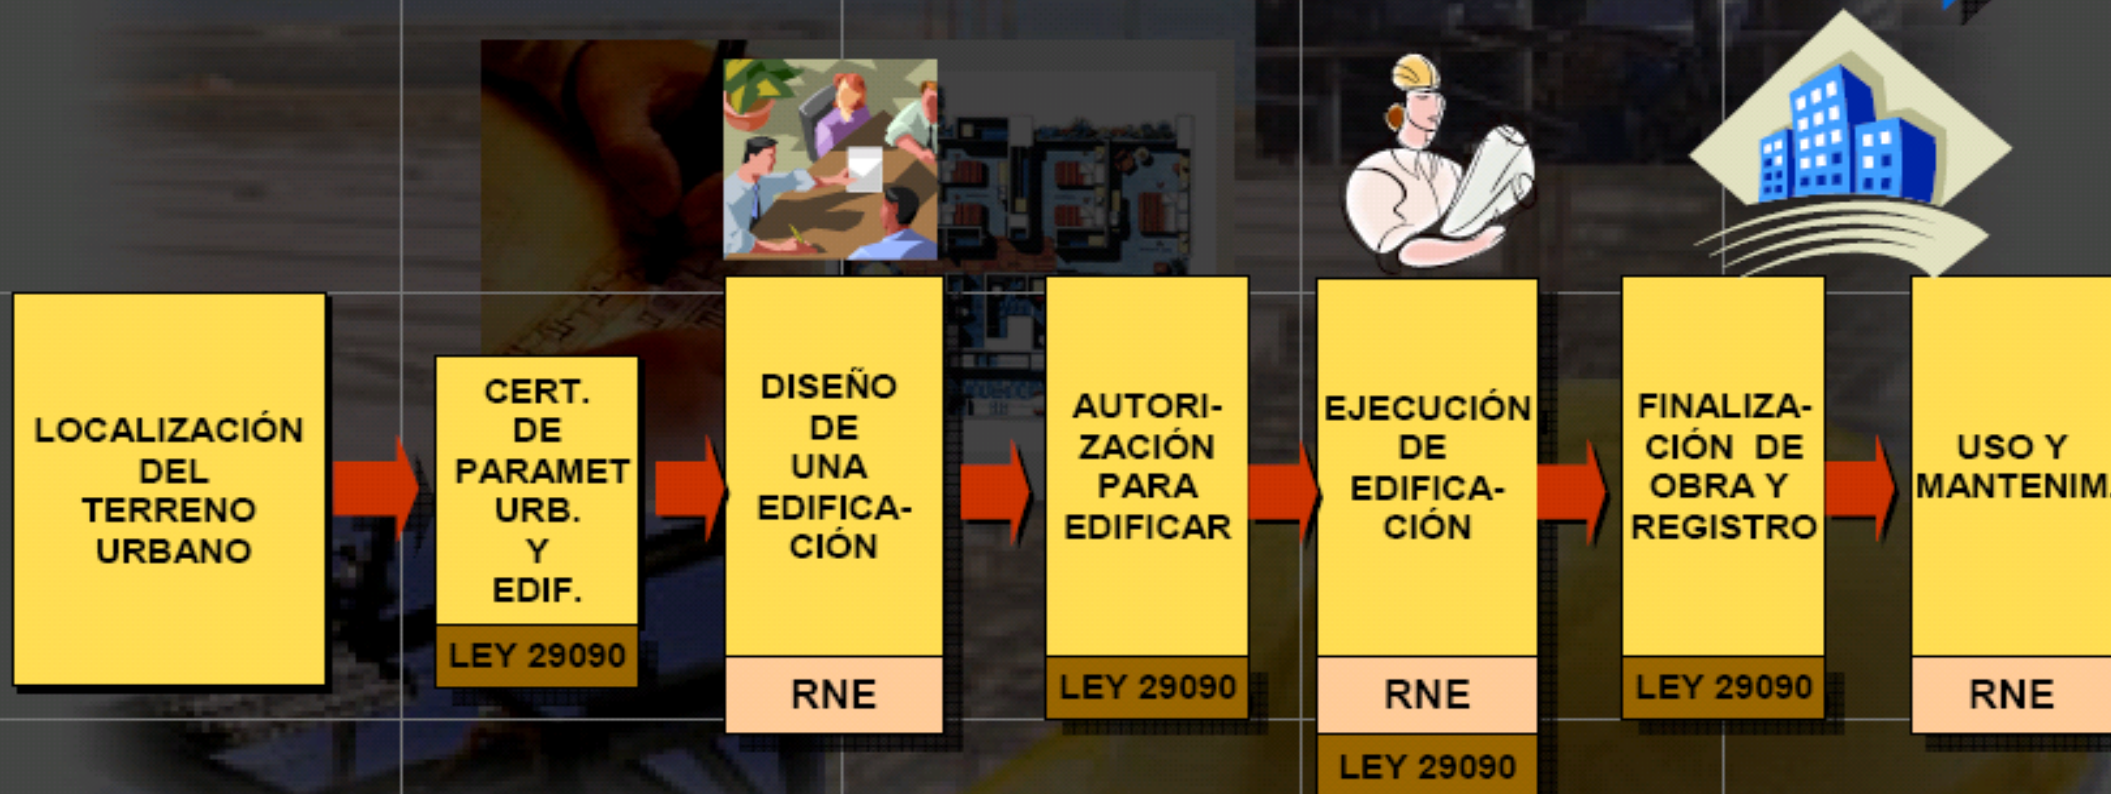 LOCALIZACIÓN
DEL
TERRENO
URBANO
CERT.
DE
PARAMET
URB.
Y
EDIF.
LEY 29090
DISEÑO
DE
UNA
EDIFICA-
CIÓN
RNE
AUTORI-
ZACIÓN
PARA
EDIFICAR
LEY 29090
EJECUCIÓN
DE
EDIFICA-
CIÓN
RNE
LEY 29090
FINALIZA-
CIÓN DE
OBRA Y
REGISTRO
LEY 29090
USO Y
MANTENIM.
RNE